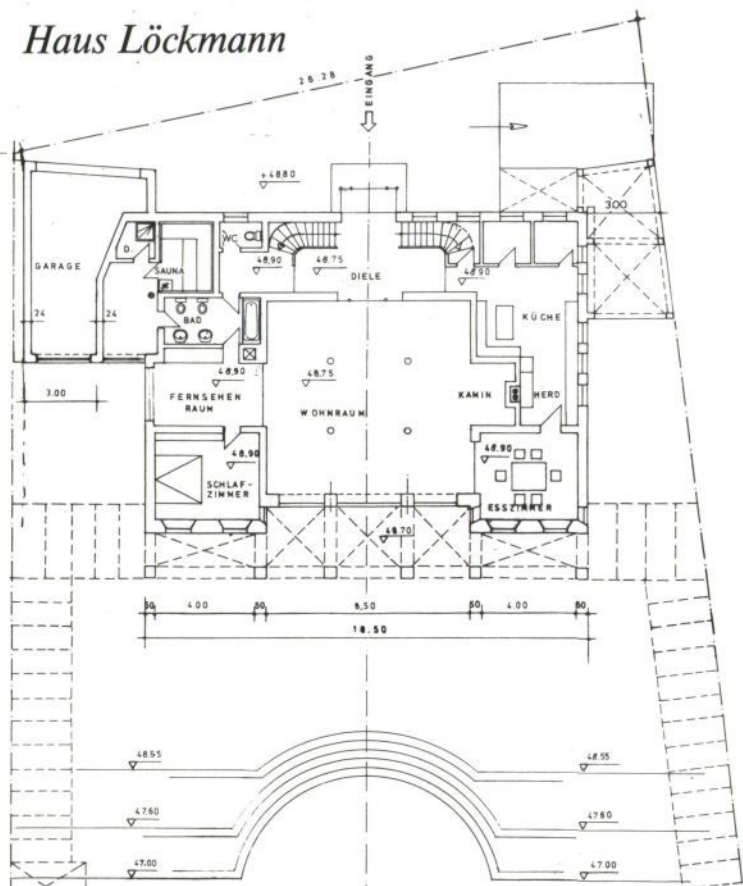 Haus Löckmann
26.28
EINGANG
+48.80
300
WC
D.
GARAGE
SAUNA
48,90
48.75
DIELE
48,90
24
24
BAD
KÜCHE
3.00
48,90
48,75
FERNSEHEN
RAUM
WOHNRAUM
KAMIN
HERD
48,90
48,90
SCHLAF-
ZIMMER
ESSZIMMER
48.70
50
4.00
50
50
4.00
50
18.50
48.55
48.55
47.60
47.60
47.00
47.00